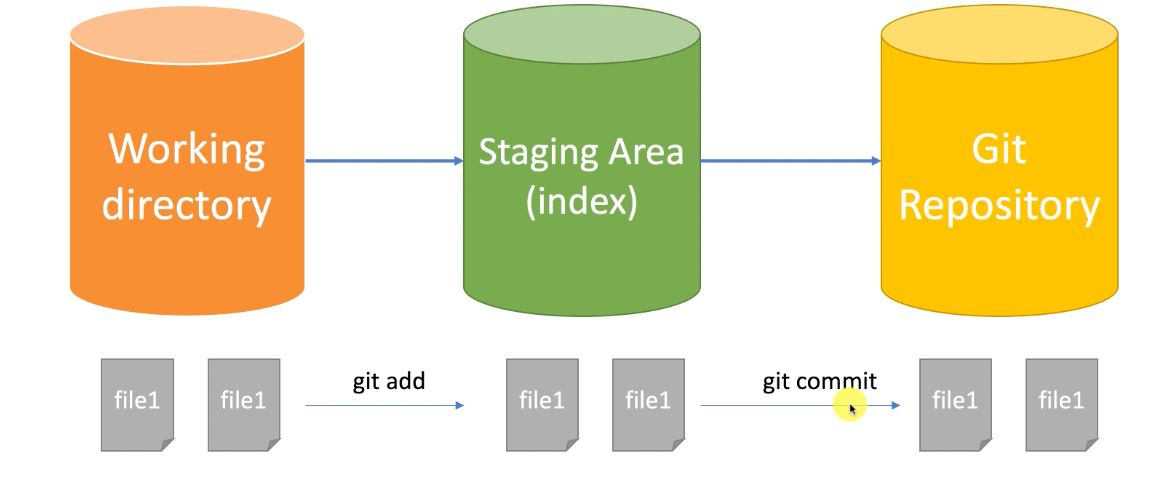 Working
directory
Staging Area
(index)
Git
Repository
file1
file1
git add
file1
file1
git commit
file1
file1